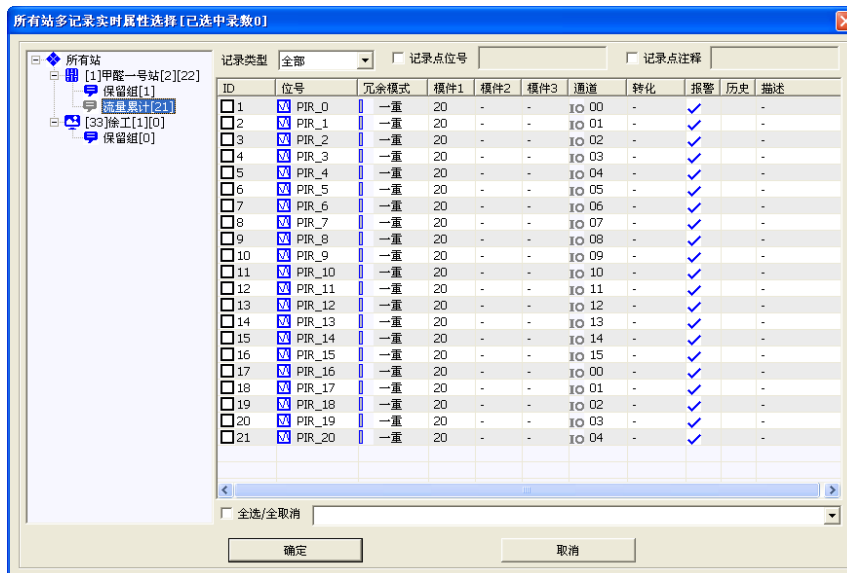 所有站多记录实时属性选择[已选中录数0]
所有站
[1]甲醛一号站[2][22]
保留组[1]
流量累计[21]
[33]徐工[1][0]
保留组[0]
记录类型 全部 记录点位号 记录点注释
ID 位号 冗余模式 模件1 模件2 模件3 通道 转化 报警 历史 描述
1 PIR_0 一重 20 - - IO 00 - -
2 PIR_1 一重 20 - - IO 01 - -
3 PIR_2 一重 20 - - IO 02 - -
4 PIR_3 一重 20 - - IO 03 - -
5 PIR_4 一重 20 - - IO 05 - -
6 PIR_5 一重 20 - - IO 06 - -
7 PIR_6 一重 20 - - IO 07 - -
8 PIR_7 一重 20 - - IO 08 - -
9 PIR_8 一重 20 - - IO 09 - -
10 PIR_9 一重 20 - - IO 10 - -
11 PIR_10 一重 20 - - IO 11 - -
12 PIR_11 一重 20 - - IO 12 - -
13 PIR_12 一重 20 - - IO 12 - -
14 PIR_13 一重 20 - - IO 13 - -
15 PIR_14 一重 20 - - IO 14 - -
16 PIR_15 一重 20 - - IO 15 - -
17 PIR_16 一重 20 - - IO 00 - -
18 PIR_17 一重 20 - - IO 01 - -
19 PIR_18 一重 20 - - IO 02 - -
20 PIR_19 一重 20 - - IO 03 - -
21 PIR_20 一重 20 - - IO 04 - -
全选/全取消
确定 取消